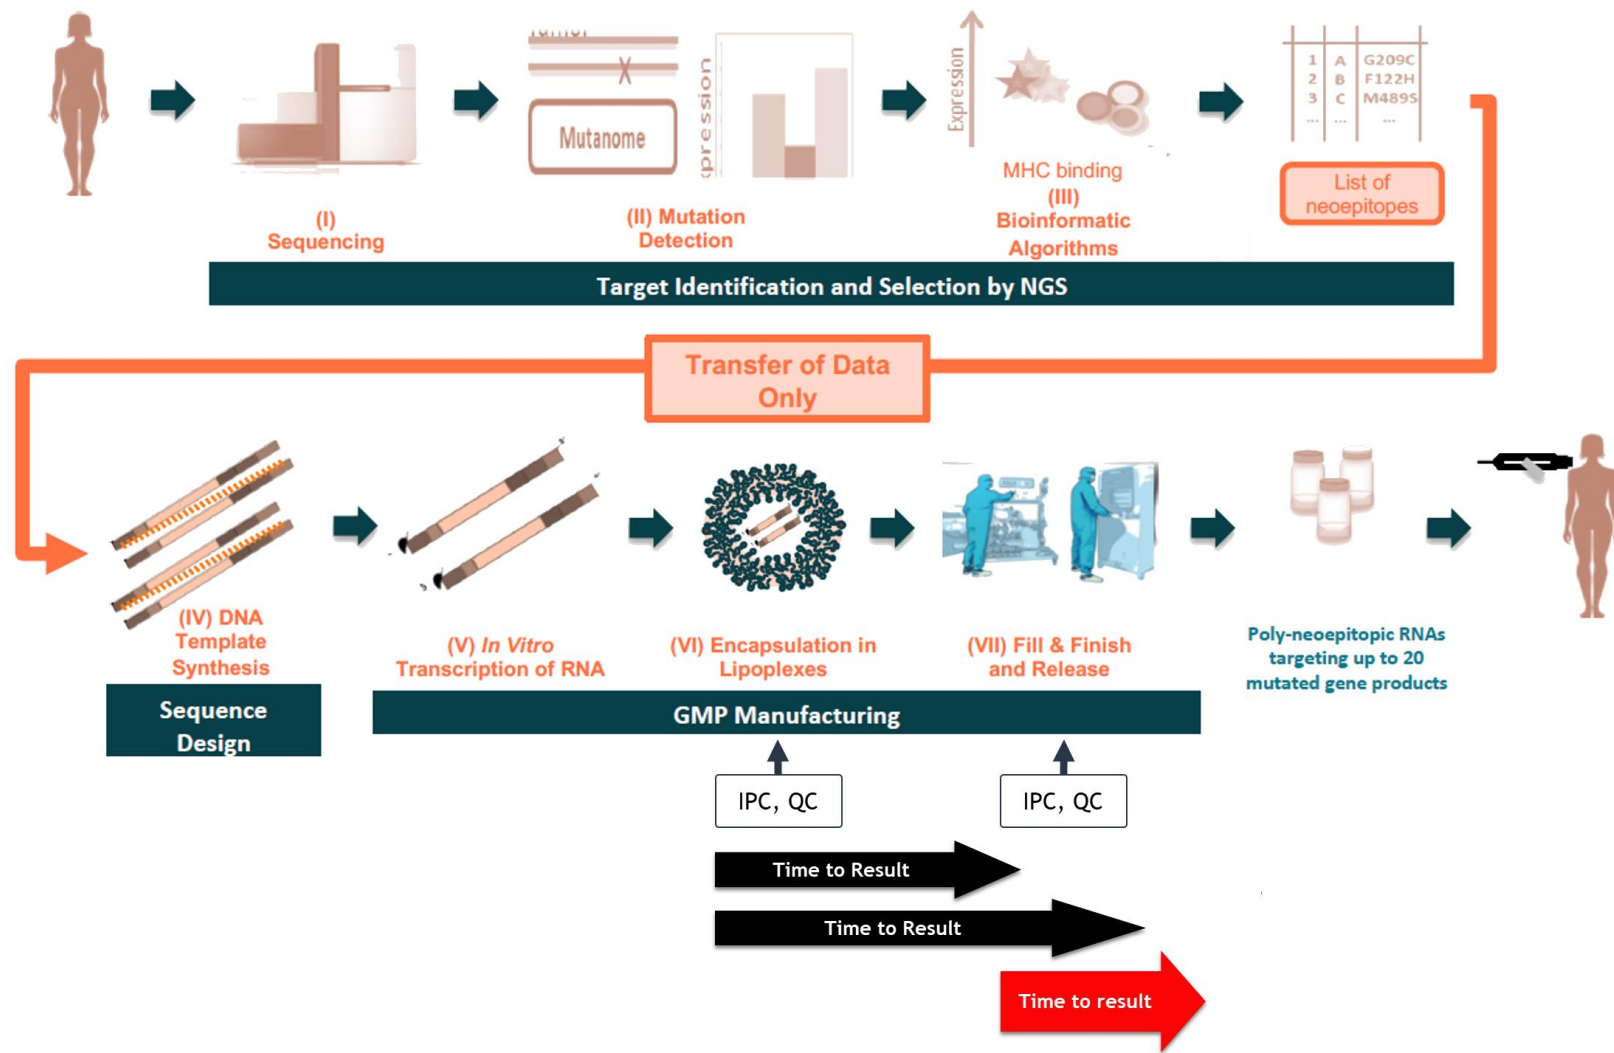 Tumor
Mutanome
Expression
Expression
1 A G209C
2 B F122H
3 C M489S
... ... ...
MHC binding
List of
neoepitopes
(I)
Sequencing
(II) Mutation
Detection
(III)
Bioinformatic
Algorithms
Target Identification and Selection by NGS
Transfer of Data
Only
(IV) DNA
Template
Synthesis
(V) In Vitro
Transcription of RNA
(VI) Encapsulation in
Lipoplexes
(VII) Fill & Finish
and Release
Poly-neoepitopic RNAs
targeting up to 20
mutated gene products
Sequence
Design
GMP Manufacturing
IPC, QC
IPC, QC
Time to Result
Time to Result
Time to result